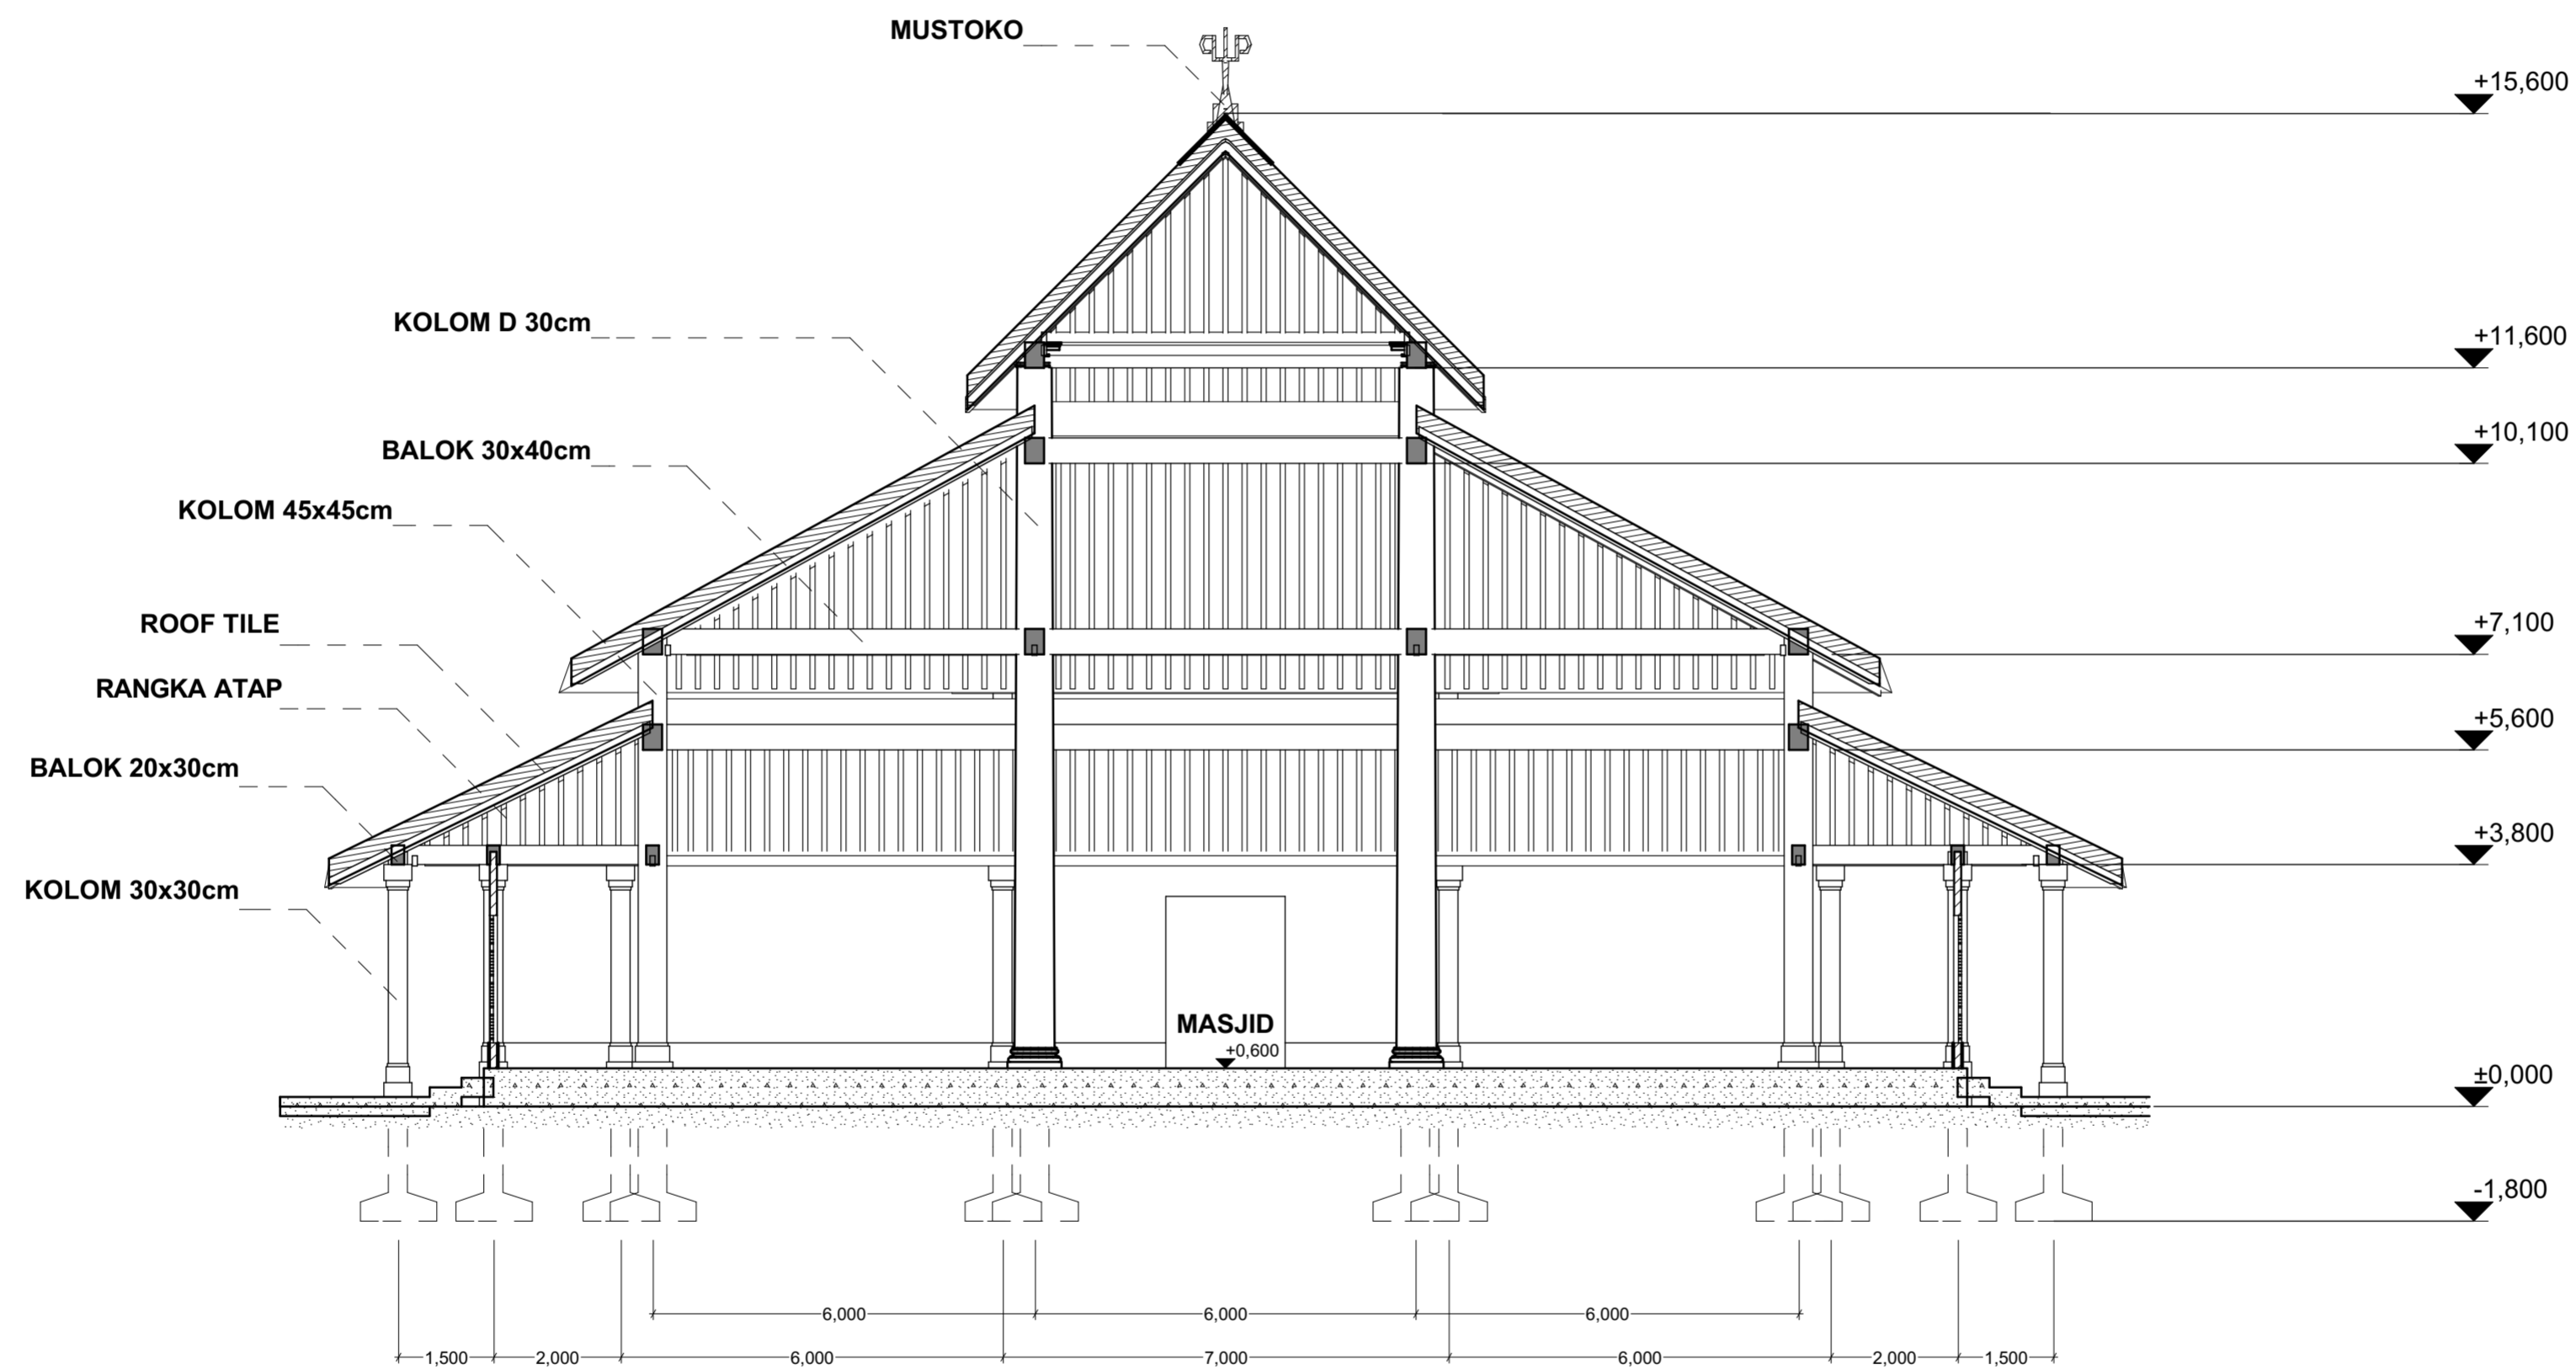 MUSTOKO
+15,600
KOLOM D 30cm
+11,600
BALOK 30x40cm
+10,100
KOLOM 45x45cm
ROOF TILE
+7,100
RANGKA ATAP
+5,600
BALOK 20x30cm
+3,800
KOLOM 30x30cm
MASJID
+0,600
±0,000
-1,800
6,000 6,000 6,000
1,500 2,000 6,000 7,000 6,000 2,000 1,500